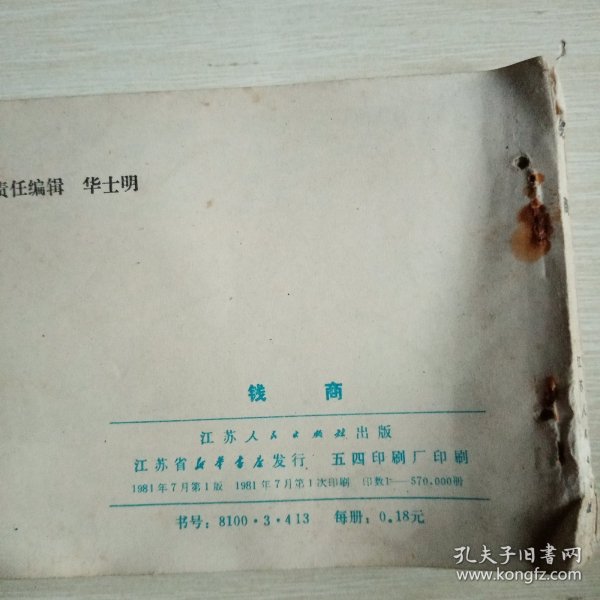 责任编辑 华士明
钱 商
江苏人民出版社出版
江苏省新华书店发行 五四印刷厂印刷
1981年7月第1版 1981年7月第1次印刷 印数1—570,000册
书号：8100·3·413 每册：0.18元
孔夫子旧书网
www.kongfz.com